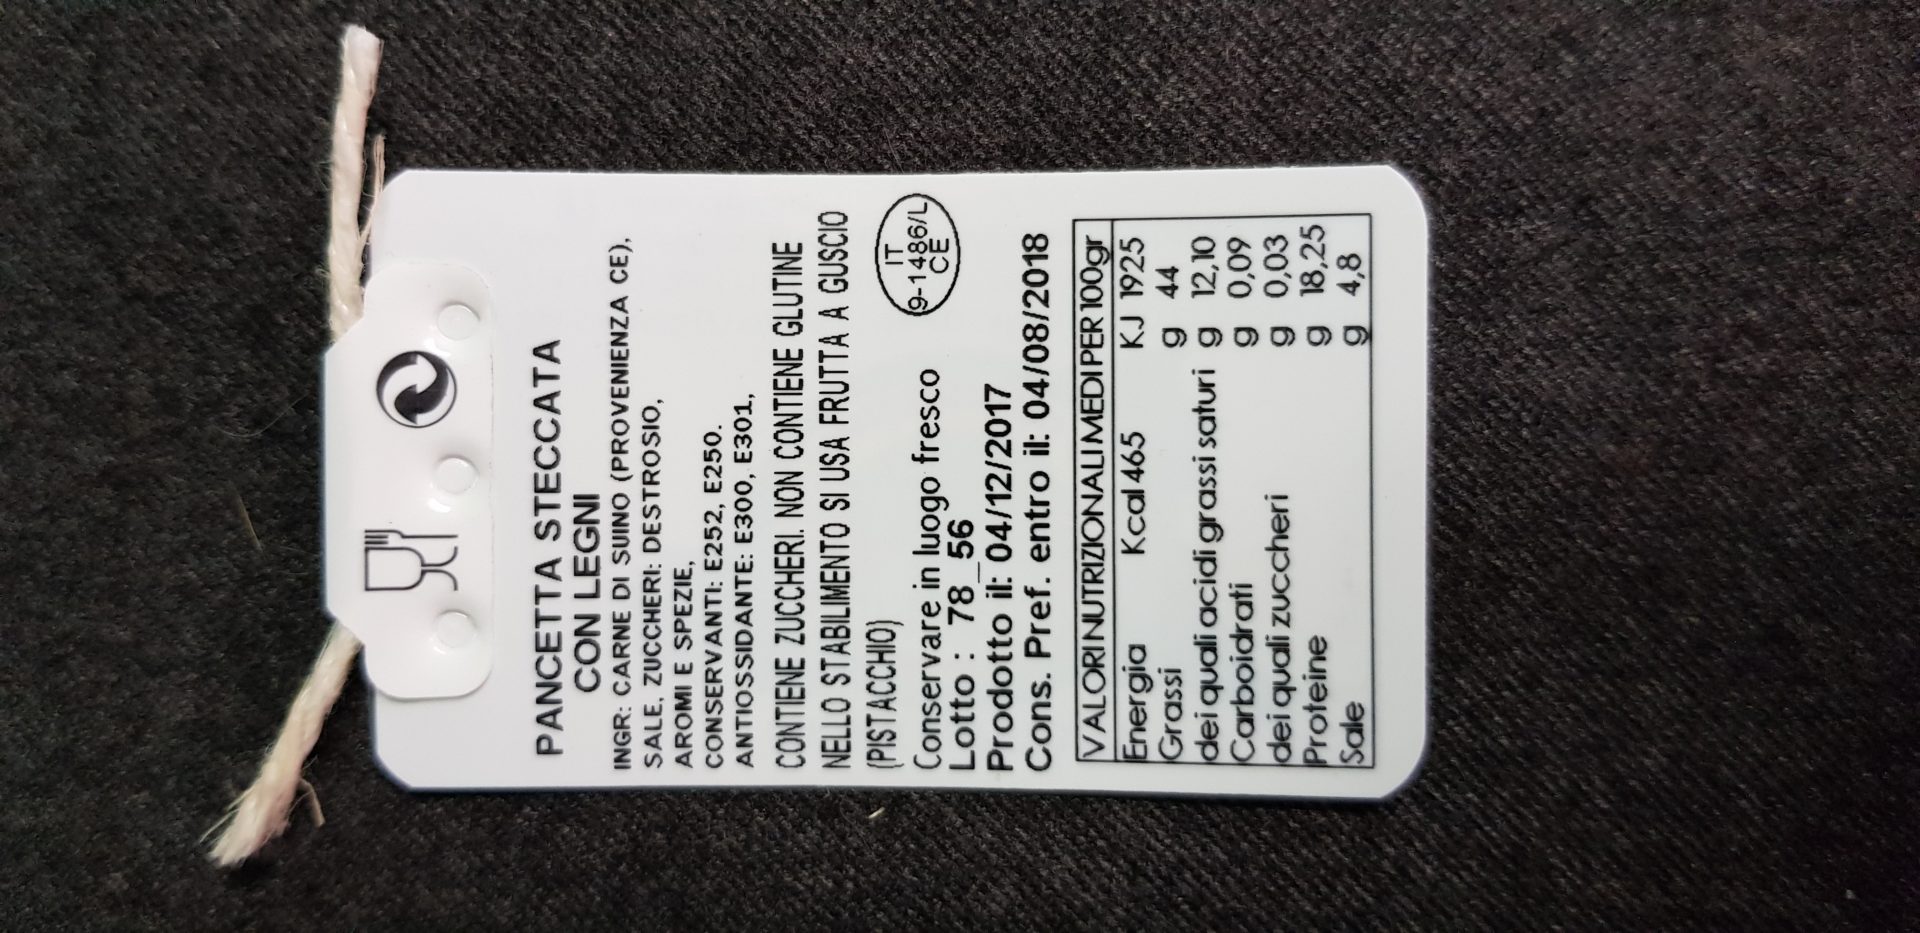 PANCETTA STECCATA
CON LEGNI
INGR: CARNE DI SUINO (PROVENIENZA CE),
SALE, ZUCCHERI: DESTROSIO,
AROMI E SPEZIE,
CONSERVANTI: E252, E250.
ANTIOSSIDANTE: E300, E301,
CONTIENE ZUCCHERI. NON CONTIENE GLUTINE
NELLO STABILIMENTO SI USA FRUTTA A GUSCIO
(PISTACCHIO)
IT
9-1486/L
CE
Conservare in luogo fresco
Lotto : 78_56
Prodotto il: 04/12/2017
Cons. Pref. entro il: 04/08/2018
VALORI NUTRIZIONALI MEDI PER 100gr
Energia Kcal 465 KJ 1925
Grassi g 44
dei quali acidi grassi saturi g 12,10
Carboidrati g 0,09
dei quali zuccheri g 0,03
Proteine g 18,25
Sale g 4,8